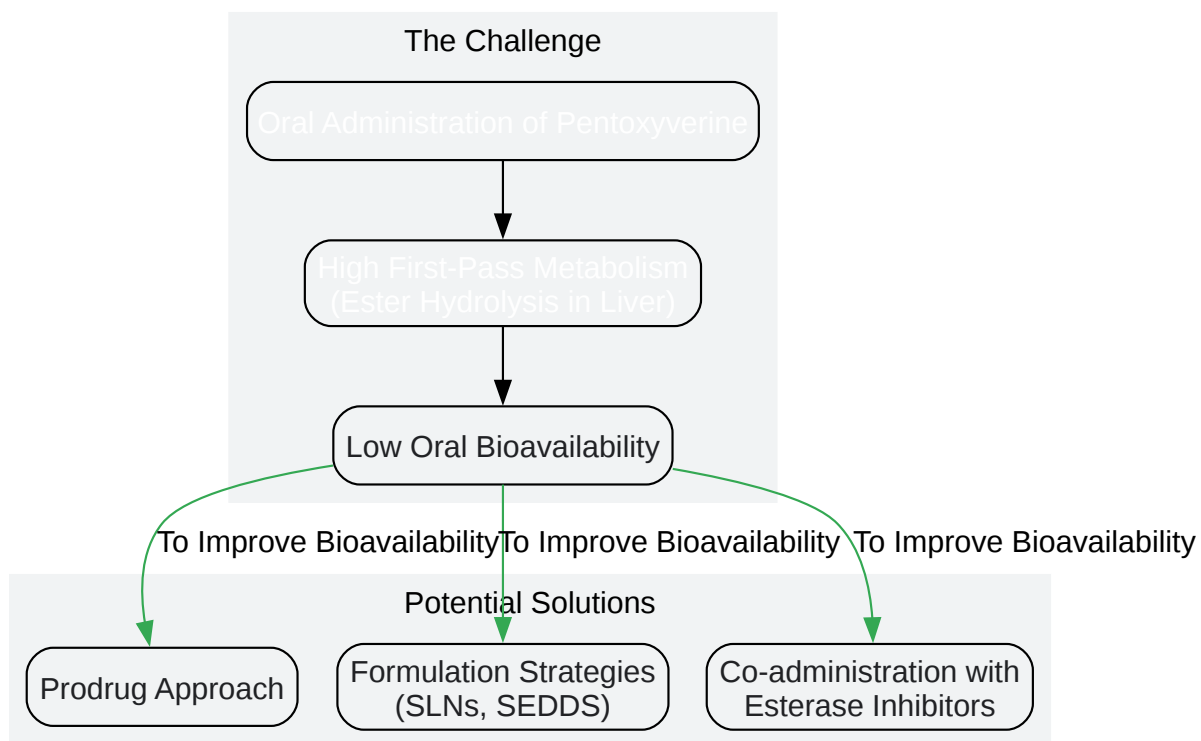 The Challenge
Oral Administration of Pentoxyverine
High First-Pass Metabolism
(Ester Hydrolysis in Liver)
Low Oral Bioavailability
To Improve Bioavailability
To Improve Bioavailability
To Improve Bioavailability
Potential Solutions
Prodrug Approach
Formulation Strategies
(SLNs, SEDDS)
Co-administration with
Esterase Inhibitors